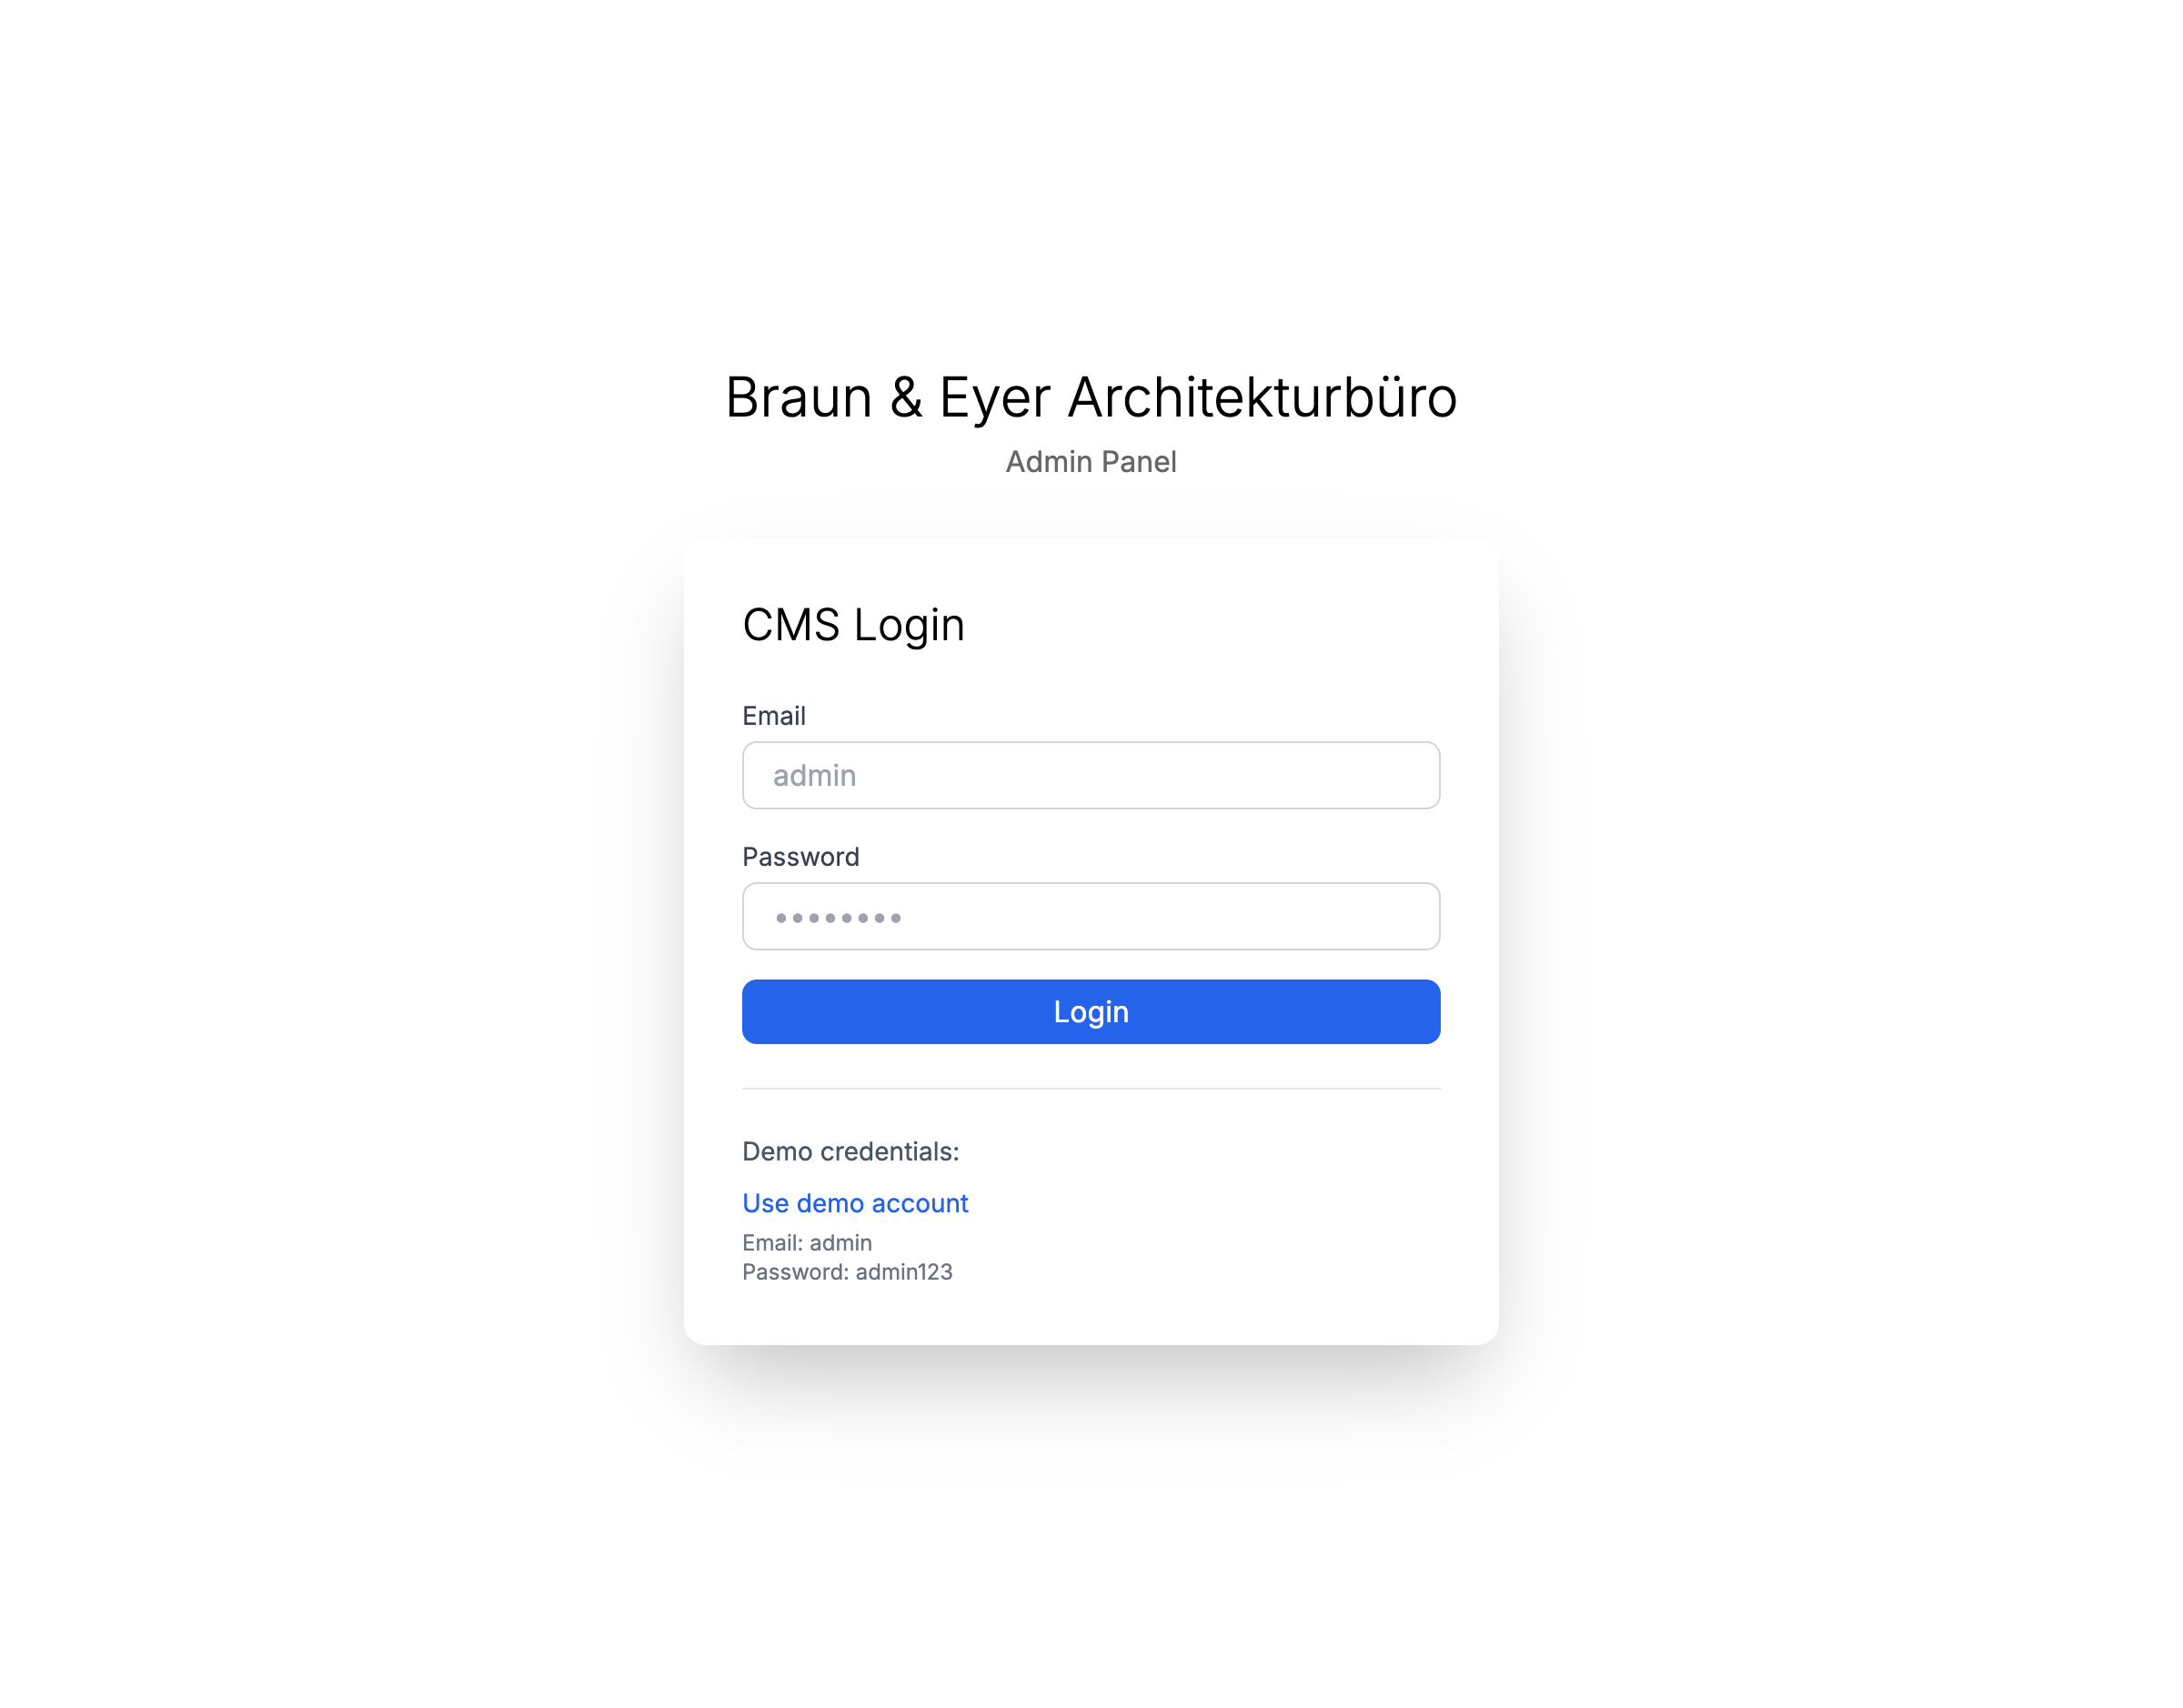 Braun & Eyer Architekturbüro
Admin Panel
CMS Login
Email
admin
Password
••••••••
Login
Demo credentials:
Use demo account
Email: admin
Password: admin123